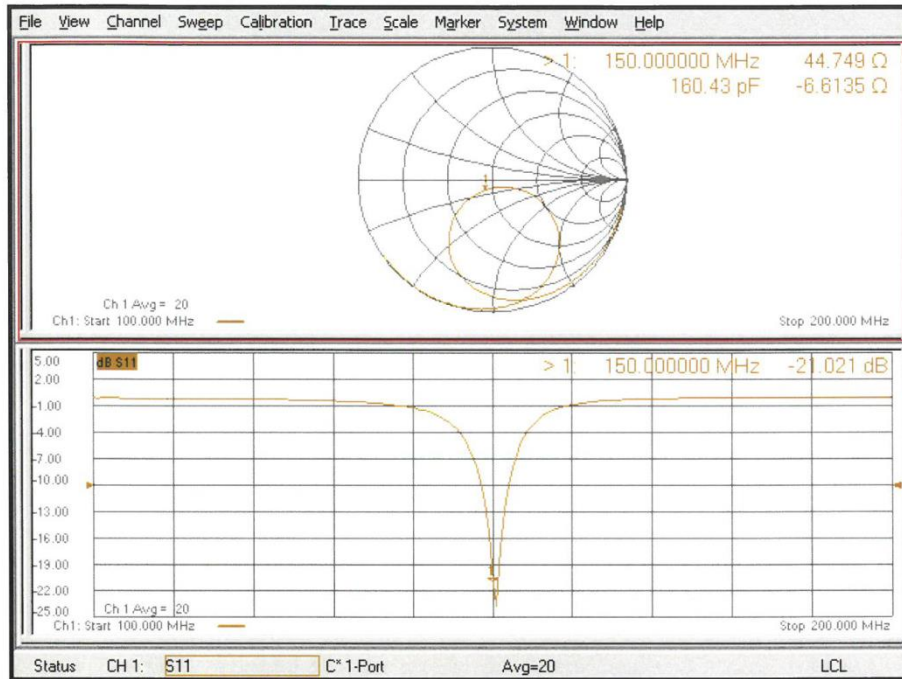 File View Channel Sweep Calibration Trace Scale Marker System Window Help
> 1: 150.000000 MHz 44.749 Ω
160.43 pF -6.6135 Ω
1
Ch 1 Avg = 20
Ch1: Start 100.000 MHz
Stop 200.000 MHz
5.00
dB S11
> 1: 150.000000 MHz -21.021 dB
2.00
-1.00
-4.00
-7.00
-10.00
-13.00
-16.00
-19.00
-22.00
-25.00
1
Ch 1 Avg = 20
Ch1: Start 100.000 MHz
Stop 200.000 MHz
Status CH 1: S11 C* 1-Port Avg=20 LCL